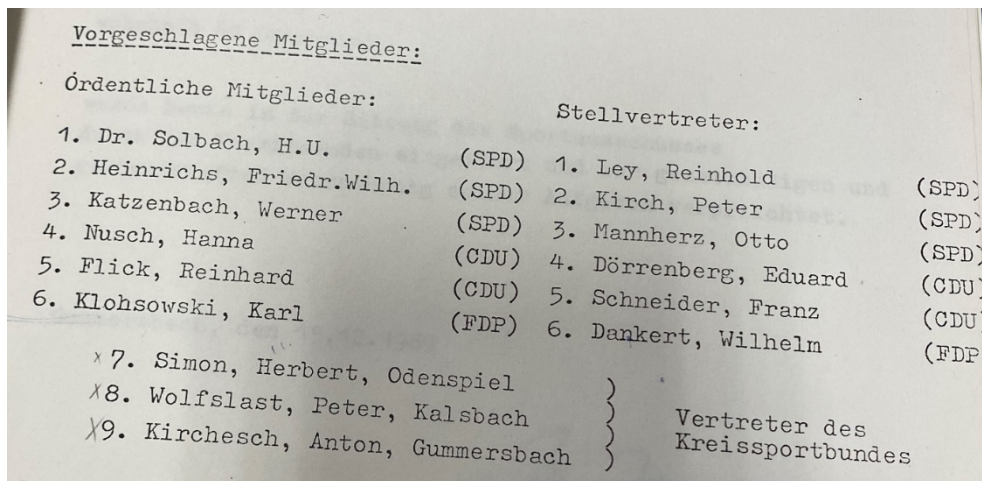 Vorgeschlagene Mitglieder:
Ordentliche Mitglieder:
Stellvertreter:
1. Dr. Solbach, H.U. (SPD) 1. Ley, Reinhold (SPD)
2. Heinrichs, Friedr.Wilh. (SPD) 2. Kirch, Peter (SPD)
3. Katzenbach, Werner (SPD) 3. Mannherz, Otto (SPD)
4. Nusch, Hanna (CDU) 4. Dörrenberg, Eduard (CDU)
5. Flick, Reinhard (CDU) 5. Schneider, Franz (CDU
6. Klohsowski, Karl (FDP) 6. Dankert, Wilhelm (FDP
x 7. Simon, Herbert, Odenspiel )
x 8. Wolfslast, Peter, Kalsbach ) Vertreter des
x 9. Kirchesch, Anton, Gummersbach ) Kreissportbundes